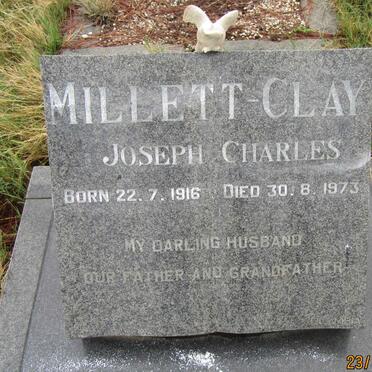 MILLETT-CLAY
JOSEPH CHARLES
BORN 22.7.1916 DIED 30.8.1973
MY DARLING HUSBAND
OUR FATHER AND GRANDFATHER
23/